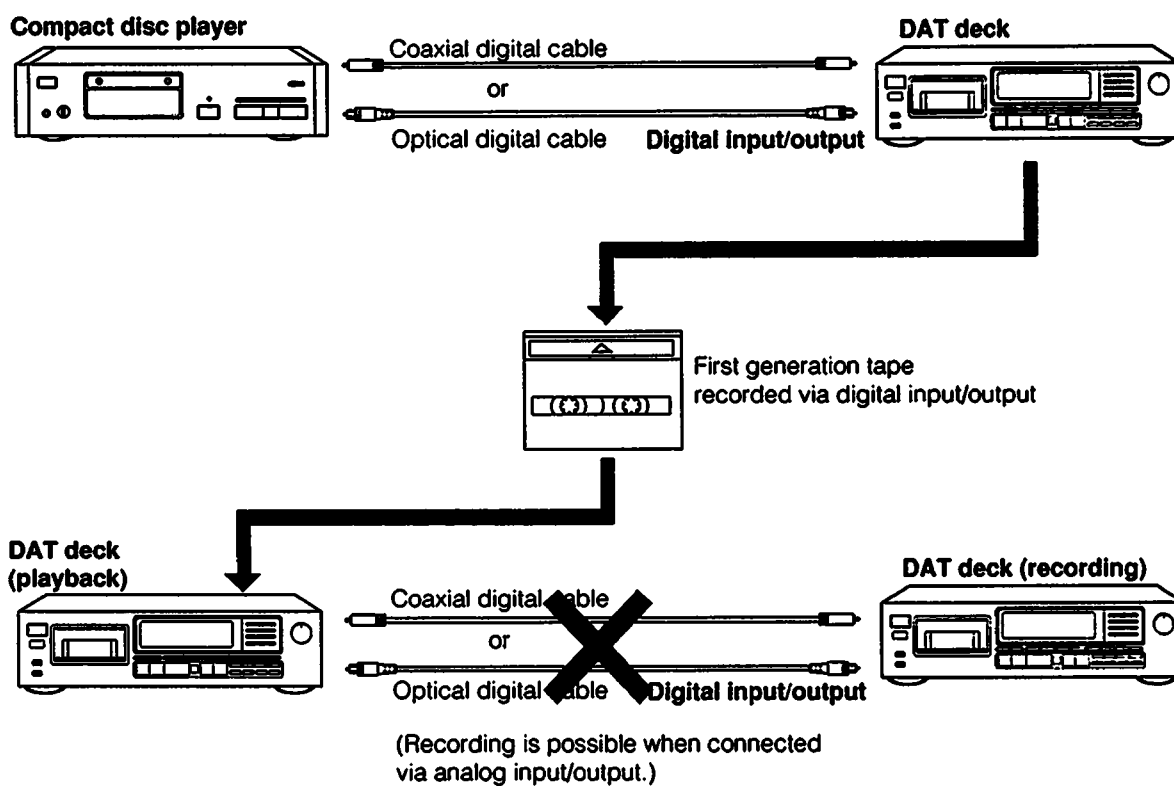 Compact disc player
Coaxial digital cable
DAT deck
or
Optical digital cable
Digital input/output
First generation tape
recorded via digital input/output
DAT deck
(playback)
Coaxial digital cable
DAT deck (recording)
or
Optical digital cable
Digital input/output
(Recording is possible when connected
via analog input/output.)